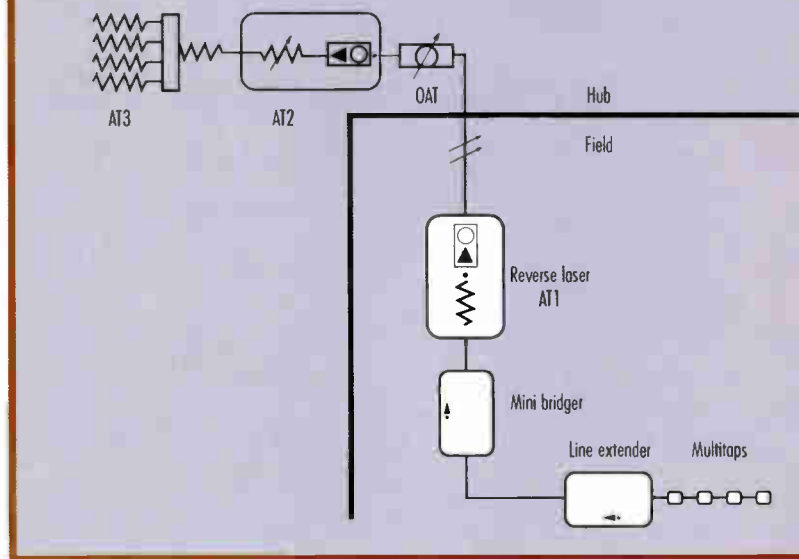 AT3
AT2
OAT
Hub
Field
Reverse laser
AT1
Mini bridger
Line extender
Multitaps